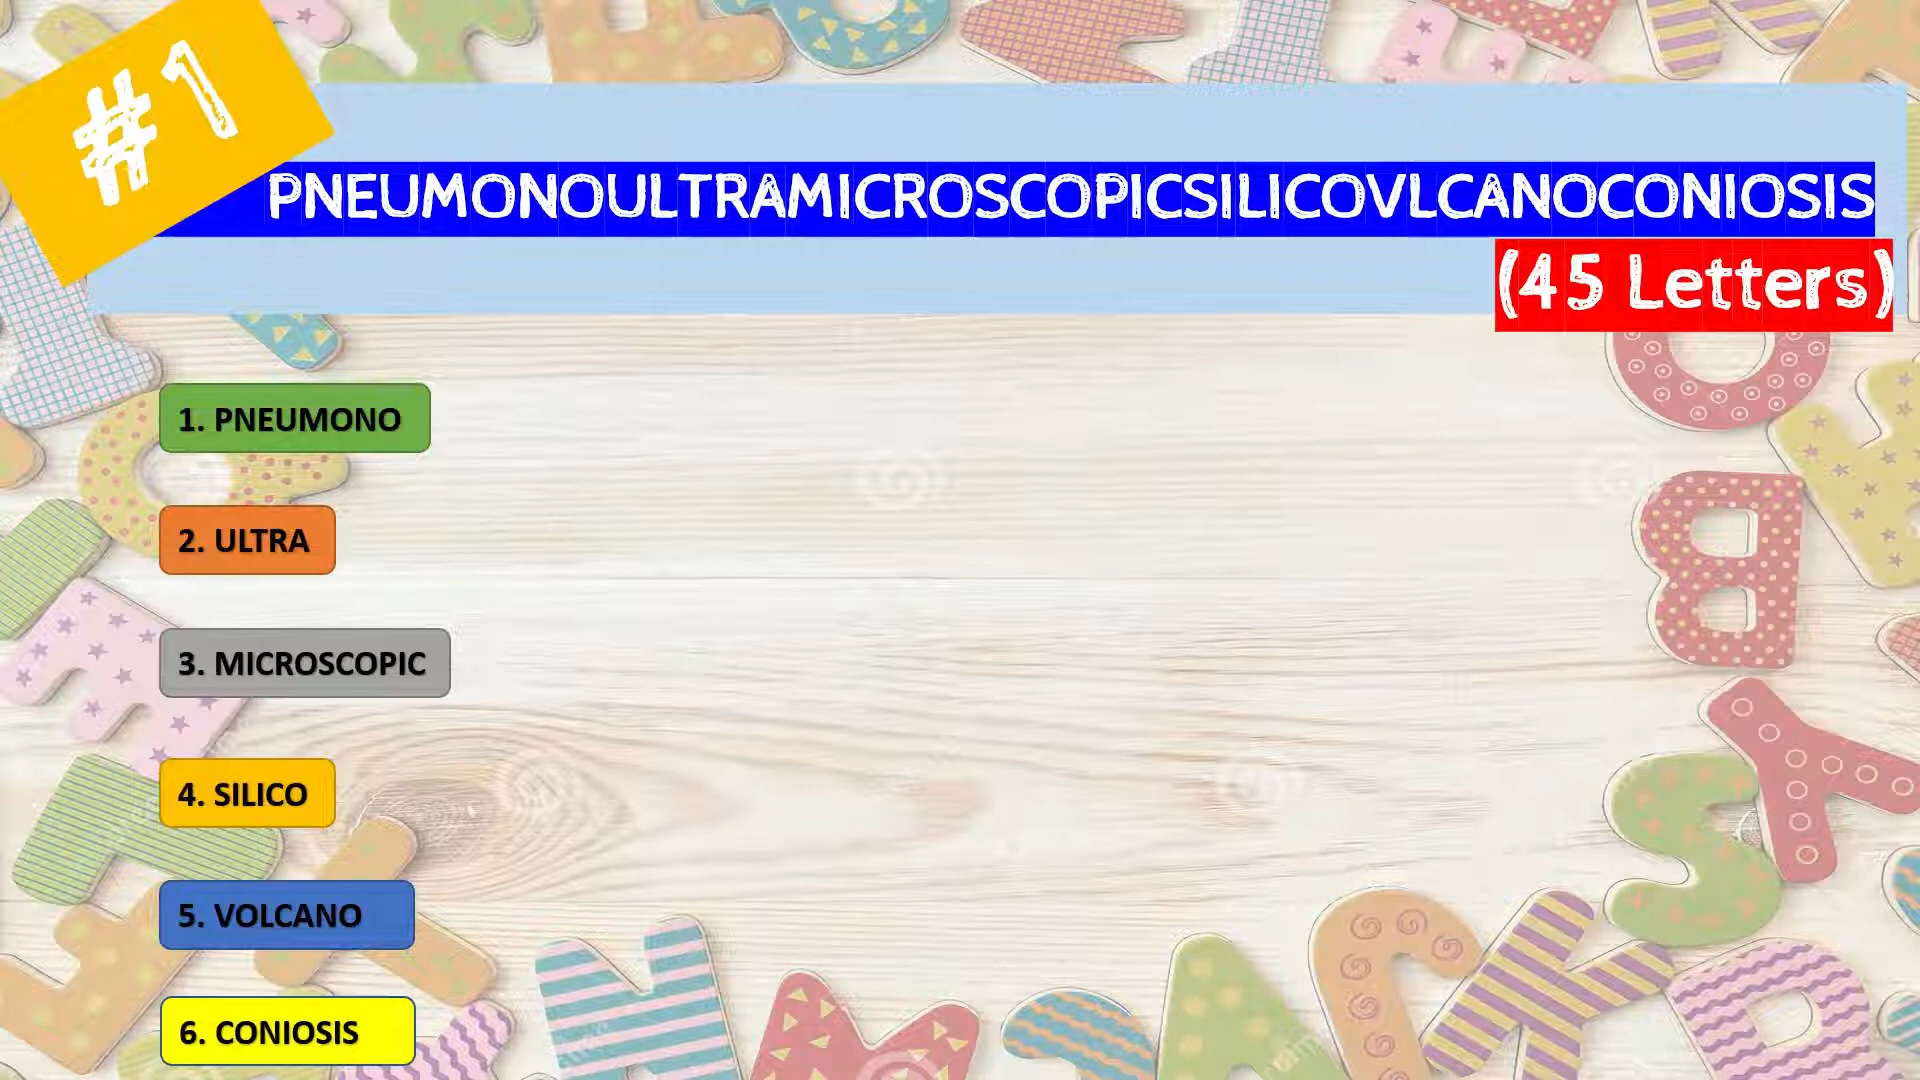 #1
PNEUMONOULTRAMICROSCOPICSILICOVLCANOCONIOSIS
(45 Letters)
1. PNEUMONO
2. ULTRA
3. MICROSCOPIC
4. SILICO
5. VOLCANO
6. CONIOSIS